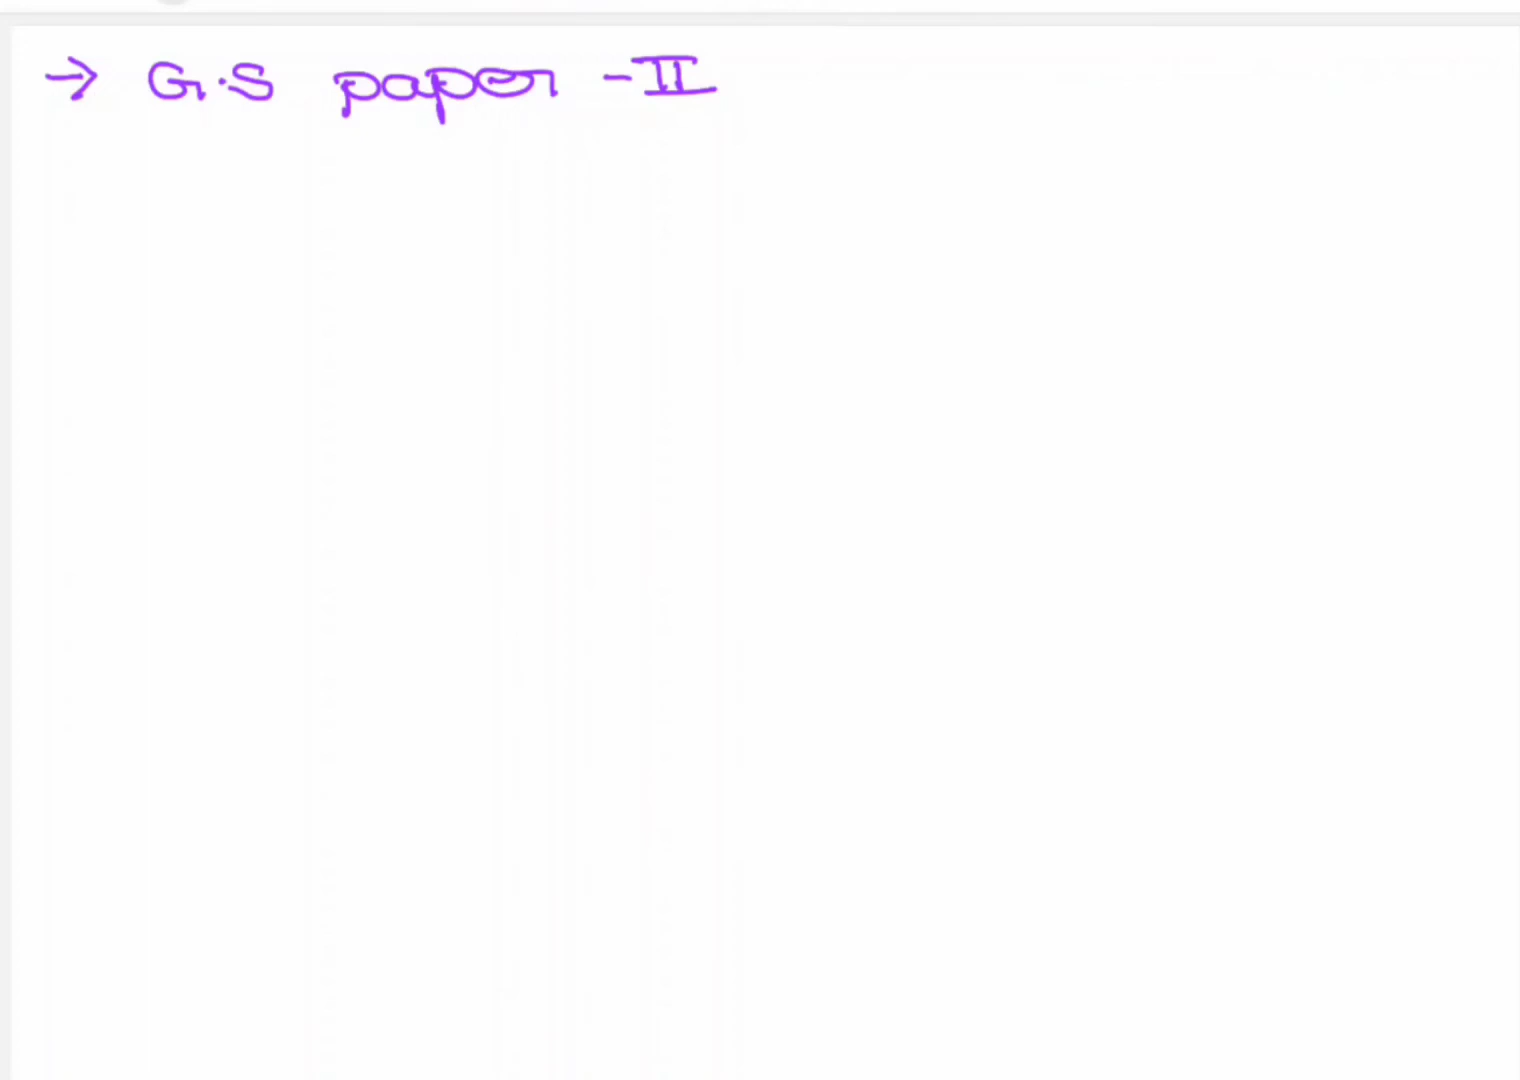 → G.S paper - II